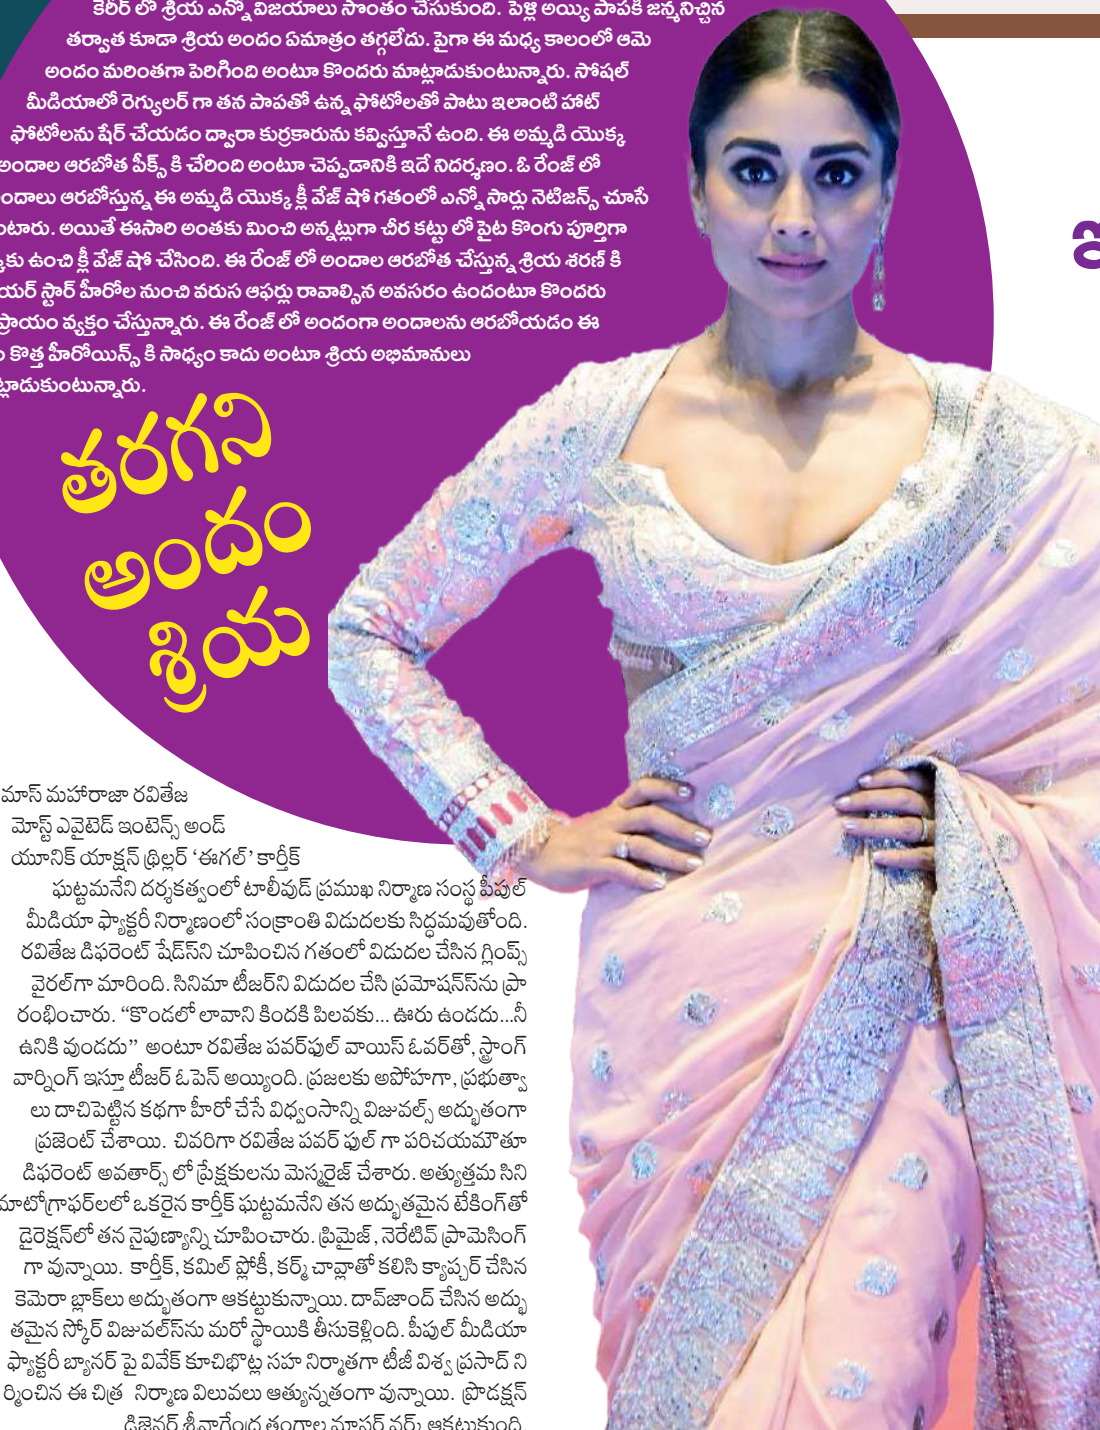 కెరీర్ లో శ్రియ ఎన్నో విజయాలు సొంతం చేసుకుంది. పెళ్లి అయ్యి పాపకి జన్మనిచ్చిన
తర్వాత కూడా శ్రియ అందం ఏమాత్రం తగ్గలేదు. పైగా ఈ మధ్య కాలంలో ఆమె
అందం మరింతగా పెరిగింది అంటూ కొందరు మాట్లాడుకుంటున్నారు. సోషల్
మీడియాలో రెగ్యులర్ గా తన పాపతో ఉన్న ఫోటోలతో పాటు ఇలాంటి హాట్
ఫోటోలను షేర్ చేయడం ద్వారా కుర్రకారును కవ్విస్తూనే ఉంది. ఈ అమ్మడి యొక్క
అందాల ఆరబోత పీక్స్ కి చేరింది అంటూ చెప్పడానికి ఇదే నిదర్శణం. ఓ రేంజ్ లో
ందాలు ఆరబోస్తున్న ఈ అమ్మడి యొక్క క్లీ వేజ్ షో గతంలో ఎన్నో సార్లు నెటిజన్స్ చూసే
ంటారు. అయితే ఈసారి అంతకు మించి అన్నట్లుగా చీర కట్టు లో పైట కొంగు పూర్తిగా
కు ఉంచి క్లీ వేజ్ షో చేసింది. ఈ రేంజ్ లో అందాల ఆరబోత చేస్తున్న శ్రియ శరణ్ కి
యర్ స్టార్ హీరోల నుంచి వరుస ఆఫర్లు రావాల్సిన అవసరం ఉందంటూ కొందరు
ప్రాయం వ్యక్తం చేస్తున్నారు. ఈ రేంజ్ లో అందంగా అందాలను ఆరబోయడం ఈ
కొత్త హీరోయిన్స్ కి సాధ్యం కాదు అంటూ శ్రియ అభిమానులు
ట్లాడుకుంటున్నారు.
తరగని
అందం
శ్రియ
మాస్ మహారాజా రవితేజ
మోస్ట్ ఎవైటెడ్ ఇంటెన్స్ అండ్
యూనిక్ యాక్షన్ థ్రిల్లర్ ‘ఈగల్’ కార్తీక్
ఘట్టమనేని దర్శకత్వంలో టాలీవుడ్ ప్రముఖ నిర్మాణ సంస్థ పీపుల్
మీడియా ఫ్యాక్టరీ నిర్మాణంలో సంక్రాంతి విడుదలకు సిద్ధమవుతోంది.
రవితేజ డిఫరెంట్ షేడ్స్‌ని చూపించిన గతంలో విడుదల చేసిన గ్లింప్స్
వైరల్‌గా మారింది. సినిమా టీజర్‌ని విడుదల చేసి ప్రమోషన్స్‌ను ప్రా
రంభించారు. “కొండలో లావాని కిందకి పిలవకు... ఊరు ఉండదు...నీ
ఉనికి వుండదు” అంటూ రవితేజ పవర్‌ఫుల్ వాయిస్ ఓవర్‌తో, స్ట్రాంగ్
వార్నింగ్ ఇస్తూ టీజర్ ఓపెన్ అయ్యింది. ప్రజలకు అపోహగా, ప్రభుత్వా
లు దాచిపెట్టిన కథగా హీరో చేసే విధ్వంసాన్ని విజువల్స్ అద్భుతంగా
ప్రజెంట్ చేశాయి. చివరిగా రవితేజ పవర్ ఫుల్ గా పరిచయమౌతూ
డిఫరెంట్ అవతార్స్ లో ప్రేక్షకులను మెస్మరైజ్ చేశారు. అత్యుత్తమ సిని
మాటోగ్రాఫర్‌లలో ఒకరైన కార్తీక్ ఘట్టమనేని తన అద్భుతమైన టేకింగ్‌తో
డైరెక్షన్‌లో తన నైపుణ్యాన్ని చూపించారు. ప్రిమైజ్, నెరేటివ్ ప్రామెసింగ్
గా వున్నాయి. కార్తీక్, కమిల్ ప్లోకీ, కర్మ్ చావ్లాతో కలిసి క్యాప్చర్ చేసిన
కెమెరా బ్లాక్‌లు అద్భుతంగా ఆకట్టుకున్నాయి. దావ్‌జాంద్ చేసిన అద్భు
తమైన స్కోర్ విజువల్స్‌ను మరో స్థాయికి తీసుకెళ్లింది. పీపుల్ మీడియా
ఫ్యాక్టరీ బ్యానర్ పై వివేక్ కూచిభొట్ల సహ నిర్మాతగా టీజీ విశ్వ ప్రసాద్ ని
ర్మించిన ఈ చిత్ర నిర్మాణ విలువలు ఆత్యున్నతంగా వున్నాయి. ప్రొడక్షన్
డిజైనర్ శ్రీనాగేంద్ర తంగాల మాస్టర్ వర్క్ ఆకట్టుకుంది.